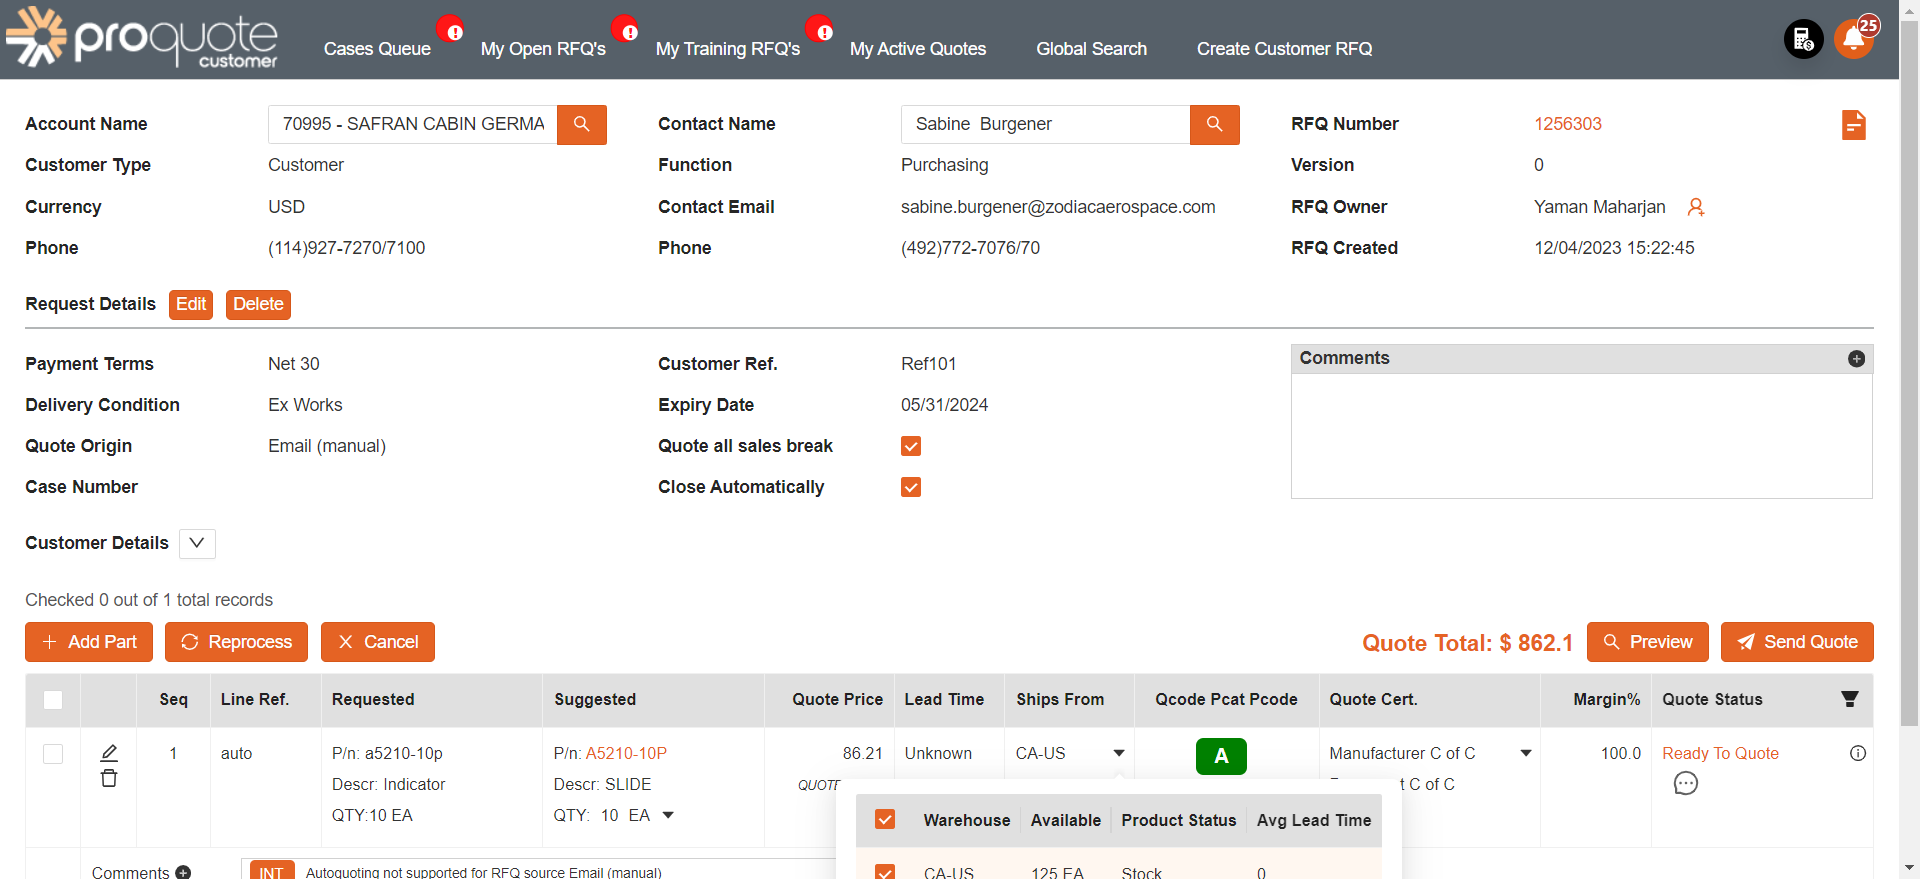 proquote customer
Cases Queue My Open RFQ's My Training RFQ's My Active Quotes Global Search Create Customer RFQ 25
Account Name 70995 - SAFRAN CABIN GERMA Contact Name Sabine Burgener RFQ Number 1256303
Customer Type Customer Function Purchasing Version 0
Currency USD Contact Email sabine.burgener@zodiacaerospace.com RFQ Owner Yaman Maharjan
Phone (114)927-7270/7100 Phone (492)772-7076/70 RFQ Created 12/04/2023 15:22:45
Request Details Edit Delete
Payment Terms Net 30 Customer Ref. Ref101 Comments
Delivery Condition Ex Works Expiry Date 05/31/2024
Quote Origin Email (manual) Quote all sales break
Case Number Close Automatically
Customer Details
Checked 0 out of 1 total records
Add Part Reprocess Cancel Quote Total: $ 862.1 Preview Send Quote
Seq Line Ref. Requested Suggested Quote Price Lead Time Ships From Qcode Pcat Pcode Quote Cert. Margin% Quote Status
1 auto P/n: a5210-10p P/n: A5210-10P 86.21 Unknown CA-US A Manufacturer C of C 100.0 Ready To Quote
Descr: Indicator Descr: SLIDE QUOTE t C of C
QTY:10 EA QTY: 10 EA
Warehouse Available Product Status Avg Lead Time
Comments INT Autoquoting not supported for RFQ source Email (manual) CA-US 125 EA Stock 0